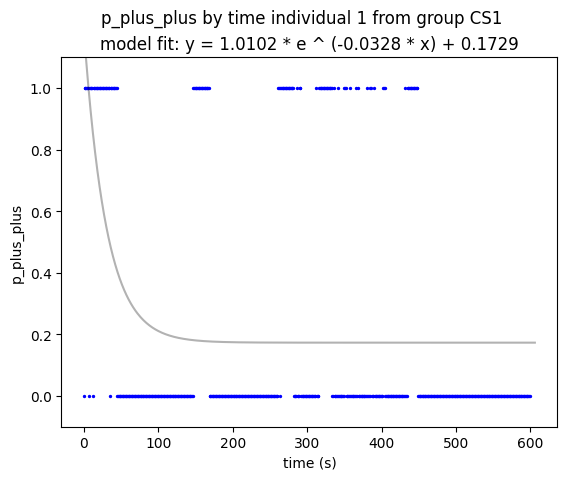 p_plus_plus by time individual 1 from group CS1
model fit: y = 1.0102 * e ^ (-0.0328 * x) + 0.1729
1.0
0.8
0.6
0.4
0.2
0.0
p_plus_plus
0 100 200 300 400 500 600
time (s)